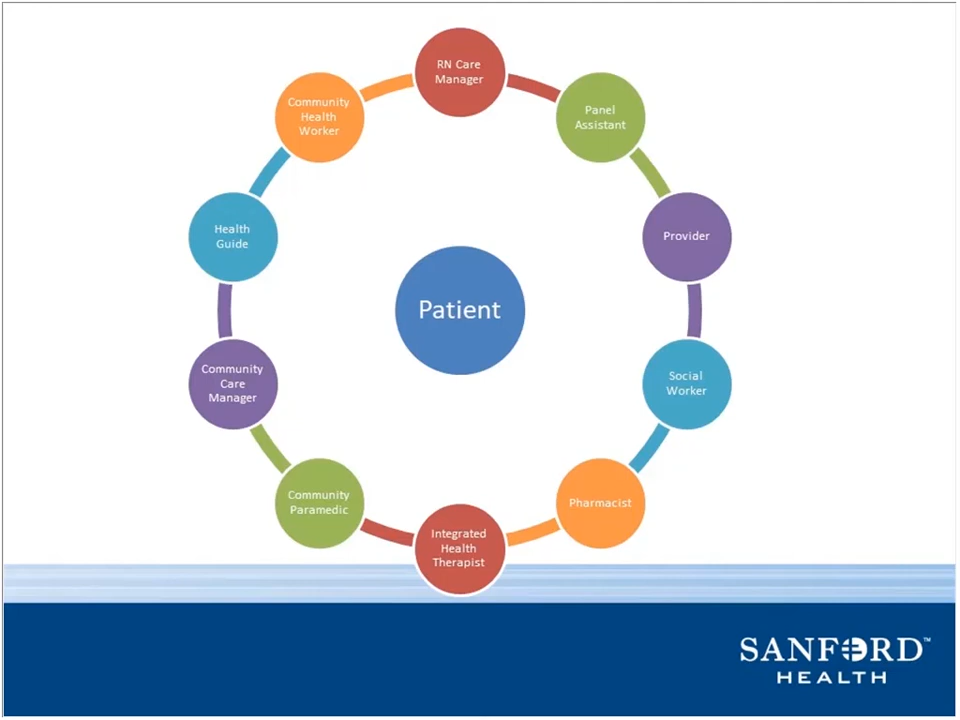 RN Care
Manager
Panel
Assistant
Provider
Social
Worker
Pharmacist
Integrated
Health
Therapist
Community
Paramedic
Community
Care
Manager
Health
Guide
Community
Health
Worker
Patient
SANFORD™
HEALTH